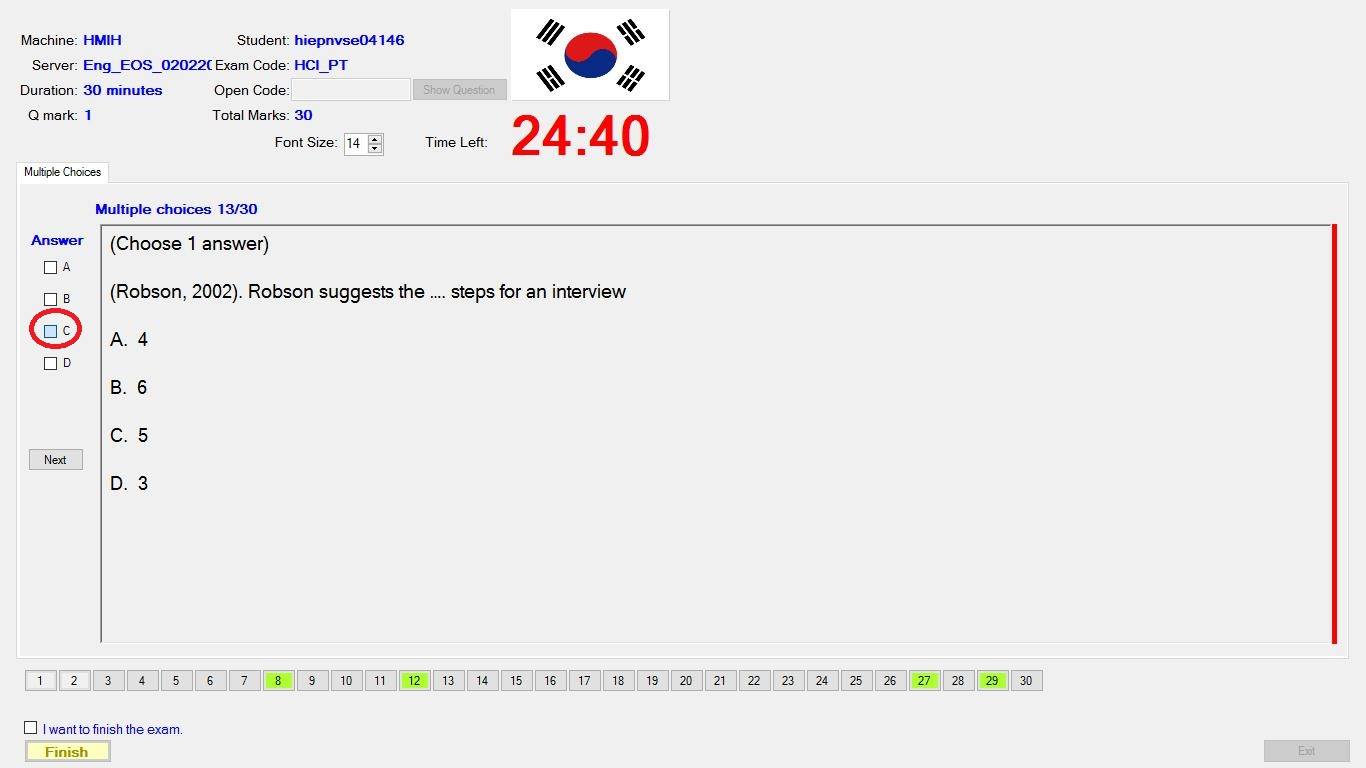 Machine: HMIH Student: hiepnvse04146
Server: Eng_EOS_02022 Exam Code: HCI_PT
Duration: 30 minutes Open Code: Show Question
Q mark: 1 Total Marks: 30
Font Size: 14 Time Left: 24:40
Multiple Choices
Multiple choices 13/30
Answer
A
B
C
D
Next
(Choose 1 answer)
(Robson, 2002). Robson suggests the .... steps for an interview
A. 4
B. 6
C. 5
D. 3
1 2 3 4 5 6 7 8 9 10 11 12 13 14 15 16 17 18 19 20 21 22 23 24 25 26 27 28 29 30
I want to finish the exam.
Finish Exit